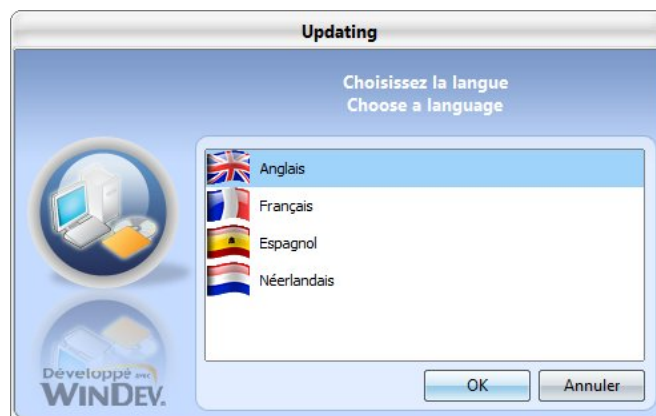 Updating
Choisissez la langue
Choose a language
Anglais
Français
Espagnol
Néerlandais
Développé avec
WINDEV.
OK
Annuler